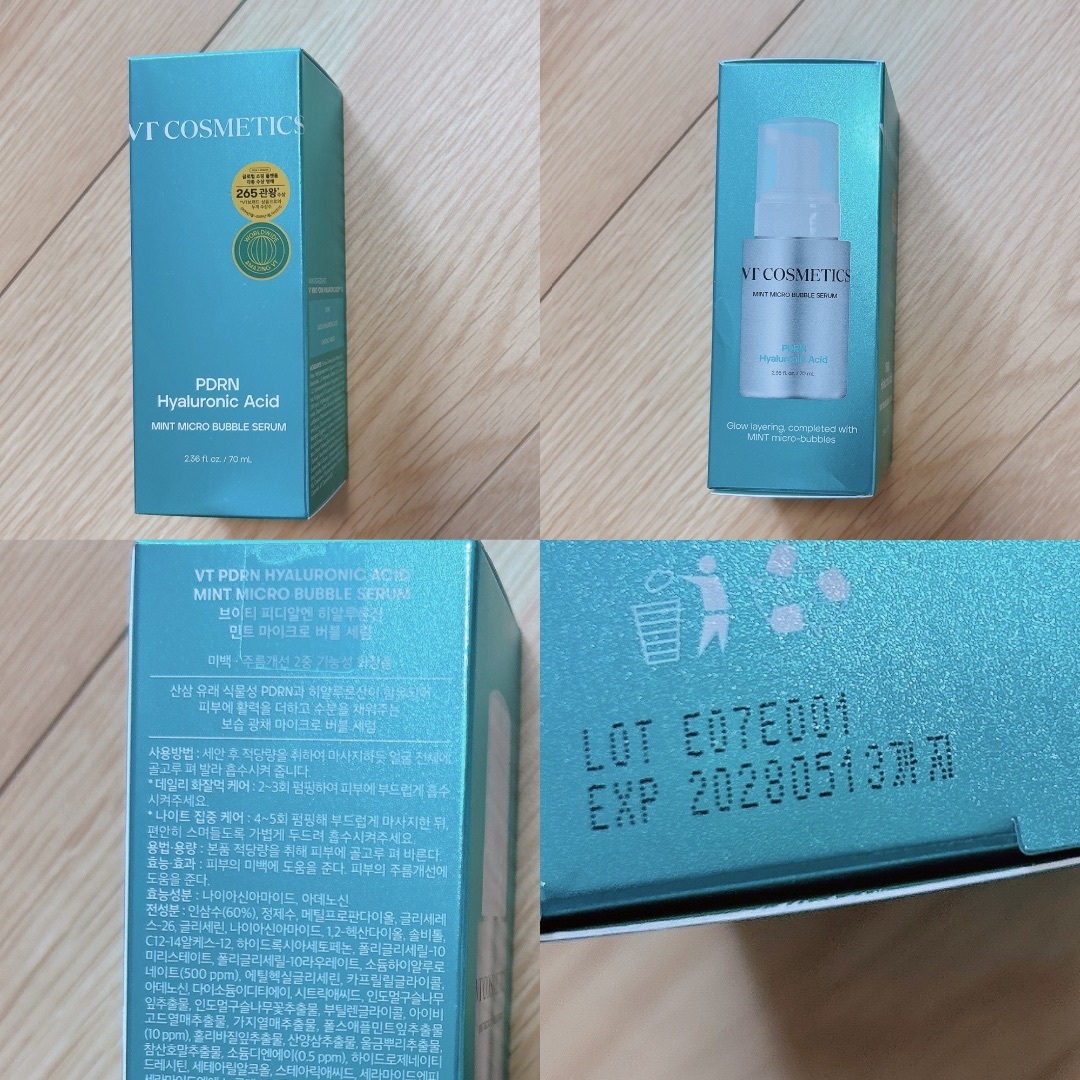 VT COSMETICS
265 관왕
WORLDWIDE
AMAZING VT
PDRN
Hyaluronic Acid
MINT MICRO BUBBLE SERUM
2.36 fl. oz. / 70 mL
VT COSMETICS
MINT MICRO BUBBLE SERUM
PDRN
Hyaluronic Acid
2.36 fl. oz. / 70 mL
Glow layering, completed with
MINT micro-bubbles
VT PDRN HYALURONIC ACID
MINT MICRO BUBBLE SERUM
브이티 피디알엔 히알루론산
민트 마이크로 버블 세럼
미백·주름개선 2중 기능성 화장품
산삼 유래 식물성 PDRN과 히알루론산이 함유되어
피부에 활력을 더하고 수분을 채워주는
보습 광채 마이크로 버블 세럼
사용방법 : 세안 후 적당량을 취하여 마사지하듯 얼굴 전체에
골고루 펴 발라 흡수시켜 줍니다.
* 데일리 화잘먹 케어 : 2~3회 펌핑하여 피부에 부드럽게 흡수
시켜주세요.
* 나이트 집중 케어 : 4~5회 펌핑해 부드럽게 마사지한 뒤,
편안히 스며들도록 가볍게 두드려 흡수시켜주세요.
용법·용량 : 본품 적당량을 취해 피부에 골고루 펴 바른다.
효능·효과 : 피부의 미백에 도움을 준다. 피부의 주름개선에
도움을 준다.
효능성분 : 나이아신아마이드, 아데노신
전성분 : 인삼수(60%), 정제수, 메틸프로판다이올, 글리세레
스-26, 글리세린, 나이아신아마이드, 1,2-헥산다이올, 솔비톨,
C12-14알케스-12, 하이드록시아세토페논, 폴리글리세릴-10
미리스테이트, 폴리글리세릴-10라우레이트, 소듐하이알루로
네이트(500 ppm), 에틸헥실글리세린, 카프릴릴글라이콜,
아데노신, 다이소듐이디티에이, 시트릭애씨드, 인도멀구슬나무
잎추출물, 인도멀구슬나무꽃추출물, 부틸렌글라이콜, 아이비
고드열매추출물, 가지열매추출물, 폴스애플민트잎추출물
(10 ppm), 홀리바질잎추출물, 산양삼추출물, 울금뿌리추출물,
참산호말추출물, 소듐디엔에이(0.5 ppm), 하이드로제네이티
드레시틴, 세테아릴알코올, 스테아릭애씨드, 세라마이드엔피
LOT E07E001
EXP 20280513까지